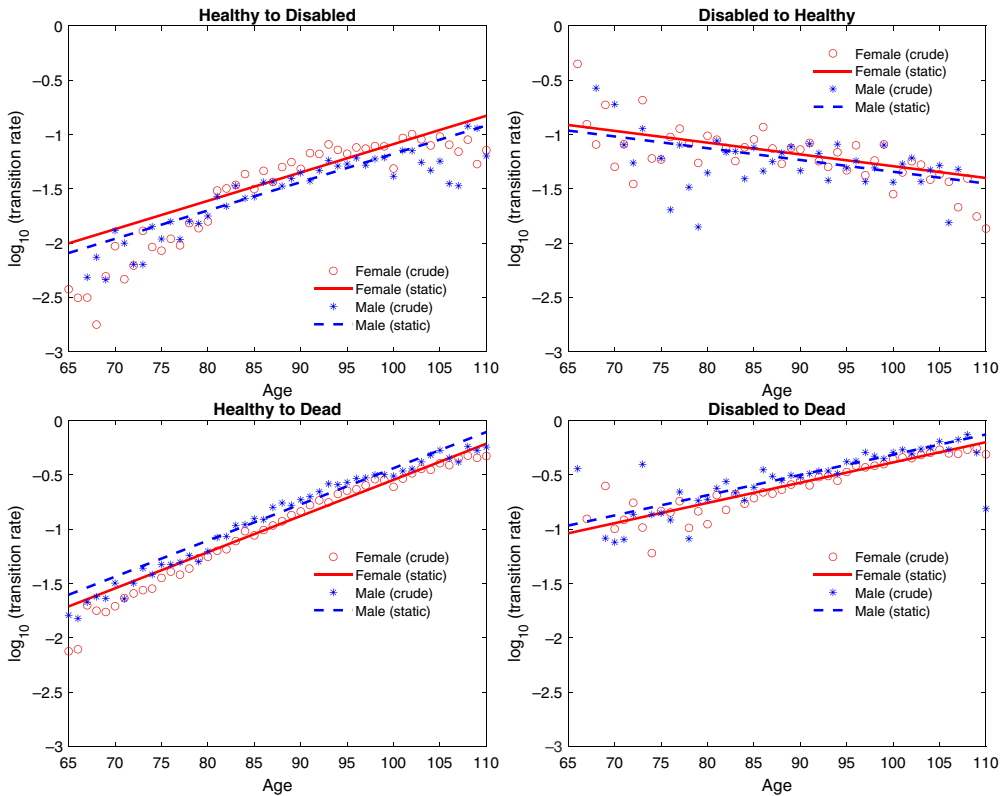 Healthy to Disabled
log10 (transition rate)
0
−0.5
−1
−1.5
−2
−2.5
−3
65 70 75 80 85 90 95 100 105 110
Age
Female (crude)
Female (static)
Male (crude)
Male (static)
Disabled to Healthy
log10 (transition rate)
0
−0.5
−1
−1.5
−2
−2.5
−3
65 70 75 80 85 90 95 100 105 110
Age
Female (crude)
Female (static)
Male (crude)
Male (static)
Healthy to Dead
log10 (transition rate)
0
−0.5
−1
−1.5
−2
−2.5
−3
65 70 75 80 85 90 95 100 105 110
Age
Female (crude)
Female (static)
Male (crude)
Male (static)
Disabled to Dead
log10 (transition rate)
0
−0.5
−1
−1.5
−2
−2.5
−3
65 70 75 80 85 90 95 100 105 110
Age
Female (crude)
Female (static)
Male (crude)
Male (static)